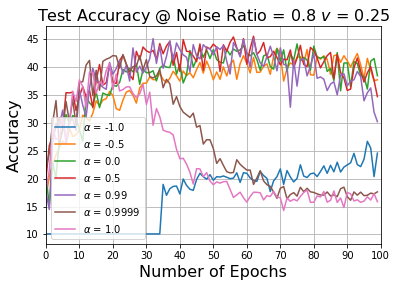 Test Accuracy @ Noise Ratio = 0.8 v = 0.25
Accuracy
45
40
35
30
25
20
15
10
α = -1.0
α = -0.5
α = 0.0
α = 0.5
α = 0.99
α = 0.9999
α = 1.0
0 10 20 30 40 50 60 70 80 90 100
Number of Epochs